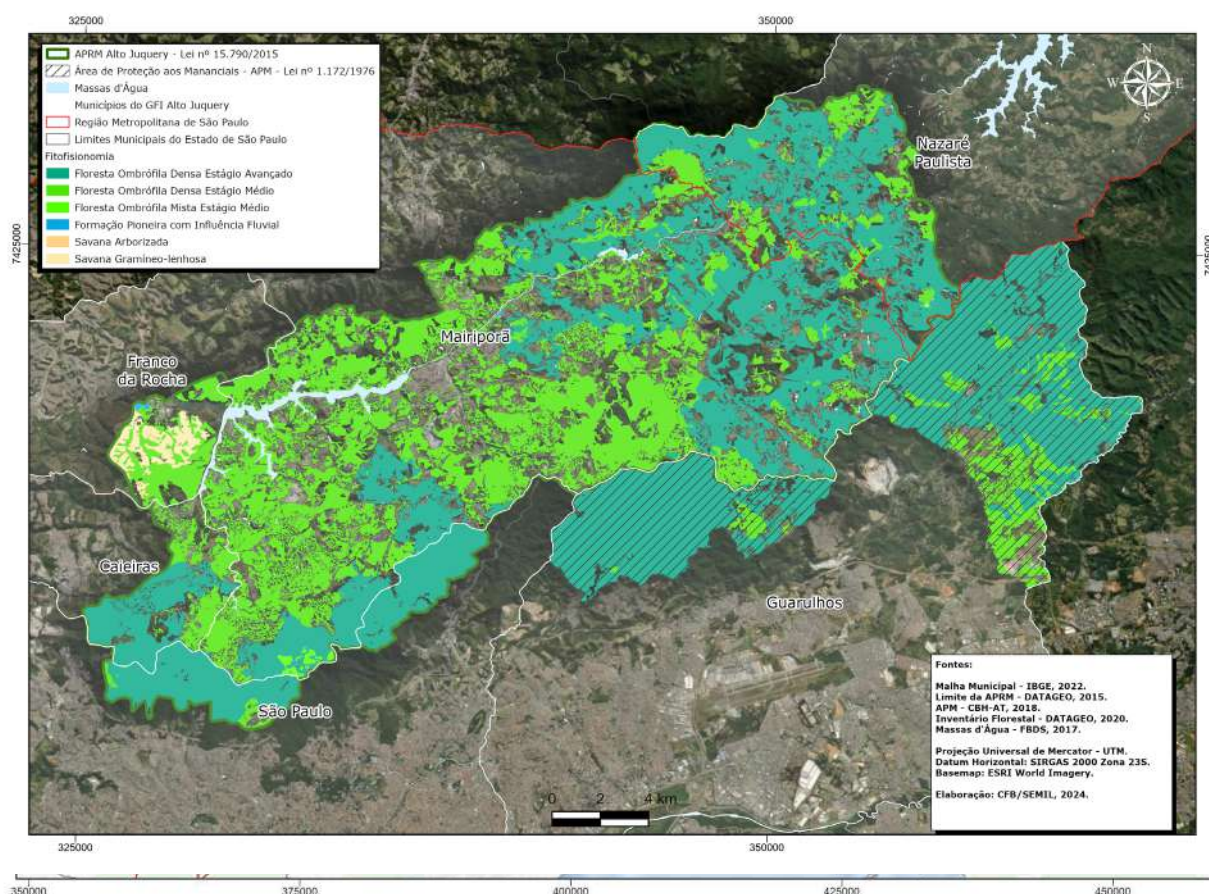 325000
350000
APRM Alto Juquery - Lei nº 15.790/2015
Área de Proteção aos Mananciais - APM - Lei nº 1.172/1976
Massas d'Água
Municípios do GFI Alto Juquery
Região Metropolitana de São Paulo
Limites Municipais do Estado de São Paulo
Fitofisionomia
Floresta Ombrófila Densa Estágio Avançado
Floresta Ombrófila Densa Estágio Médio
Floresta Ombrófila Mista Estágio Médio
Formação Pioneira com Influência Fluvial
Savana Arborizada
Savana Gramíneo-lenhosa
N
W
E
S
Nazaré
Paulista
7425000
7425000
Mairiporã
Franco
da Rocha
Caieiras
Guarulhos
São Paulo
Fontes:
Malha Municipal - IBGE, 2022.
Limite da APRM - DATAGEO, 2015.
APM - CBH-AT, 2018.
Inventário Florestal - DATAGEO, 2020.
Massas d'Água - FBDS, 2017.
Projeção Universal de Mercator - UTM.
Datum Horizontal: SIRGAS 2000 Zona 23S.
Basemap: ESRI World Imagery.
Elaboração: CFB/SEMIL, 2024.
0 2 4 km
325000
350000
350000
375000
400000
425000
450000